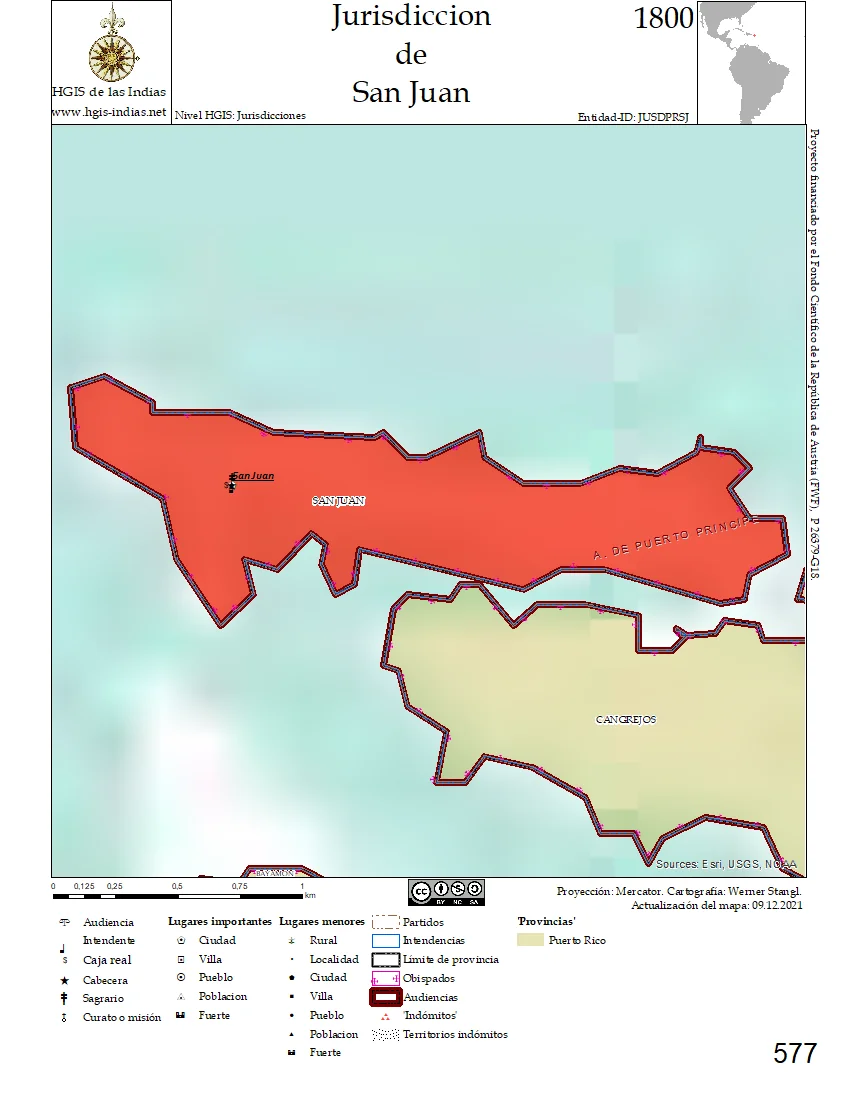 Jurisdiccion
de
San Juan
1800
HGIS de las Indias
www.hgis-indias.net
Nivel HGIS: Jurisdicciones
Entidad-ID: JUSDPRSJ
Proyecto financiado por el Fondo Científico de la República de Austria (FWF), P 26379-G18.
San Juan
S
SAN JUAN
A. DE PUERTO PRINCIPE
CANGREJOS
BAYAMON
Sources: Esri, USGS, NOAA
0 0,125 0,25 0,5 0,75 1
km
cc BY NC SA
Proyección: Mercator. Cartografía: Werner Stangl.
Actualización del mapa: 09.12.2021
Audiencia
Intendente
S Caja real
Cabecera
Sagrario
Curato o misión
Lugares importantes
Ciudad
Villa
Pueblo
Poblacion
Fuerte
Lugares menores
Rural
Localidad
Ciudad
Villa
Pueblo
Poblacion
Fuerte
Partidos
Intendencias
Límite de provincia
Obispados
Audiencias
'Indómitos'
Territorios indómitos
'Provincias'
Puerto Rico
577